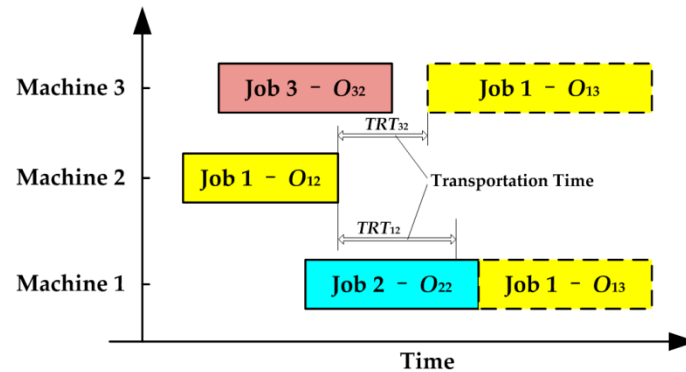 Machine 3
Job 3 - O32
Job 1 - O13
TRT32
Machine 2
Job 1 - O12
Transportation Time
TRT12
Machine 1
Job 2 - O22
Job 1 - O13
Time